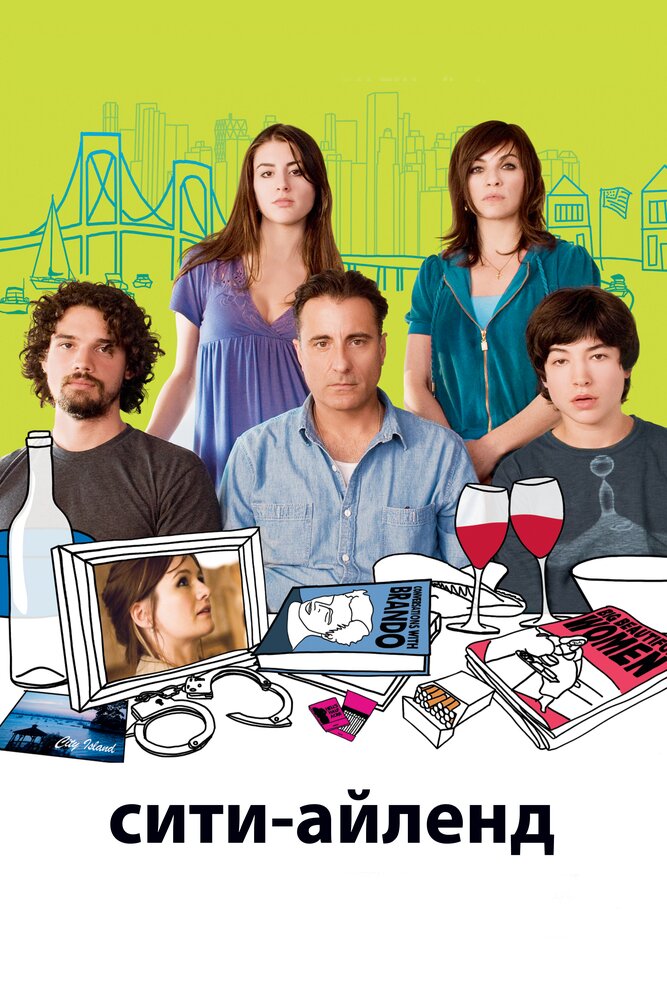 CONVERSATIONS WITH
BRANDO
BIG BEAUTIFUL
WOMEN
City Island
сити-айленд